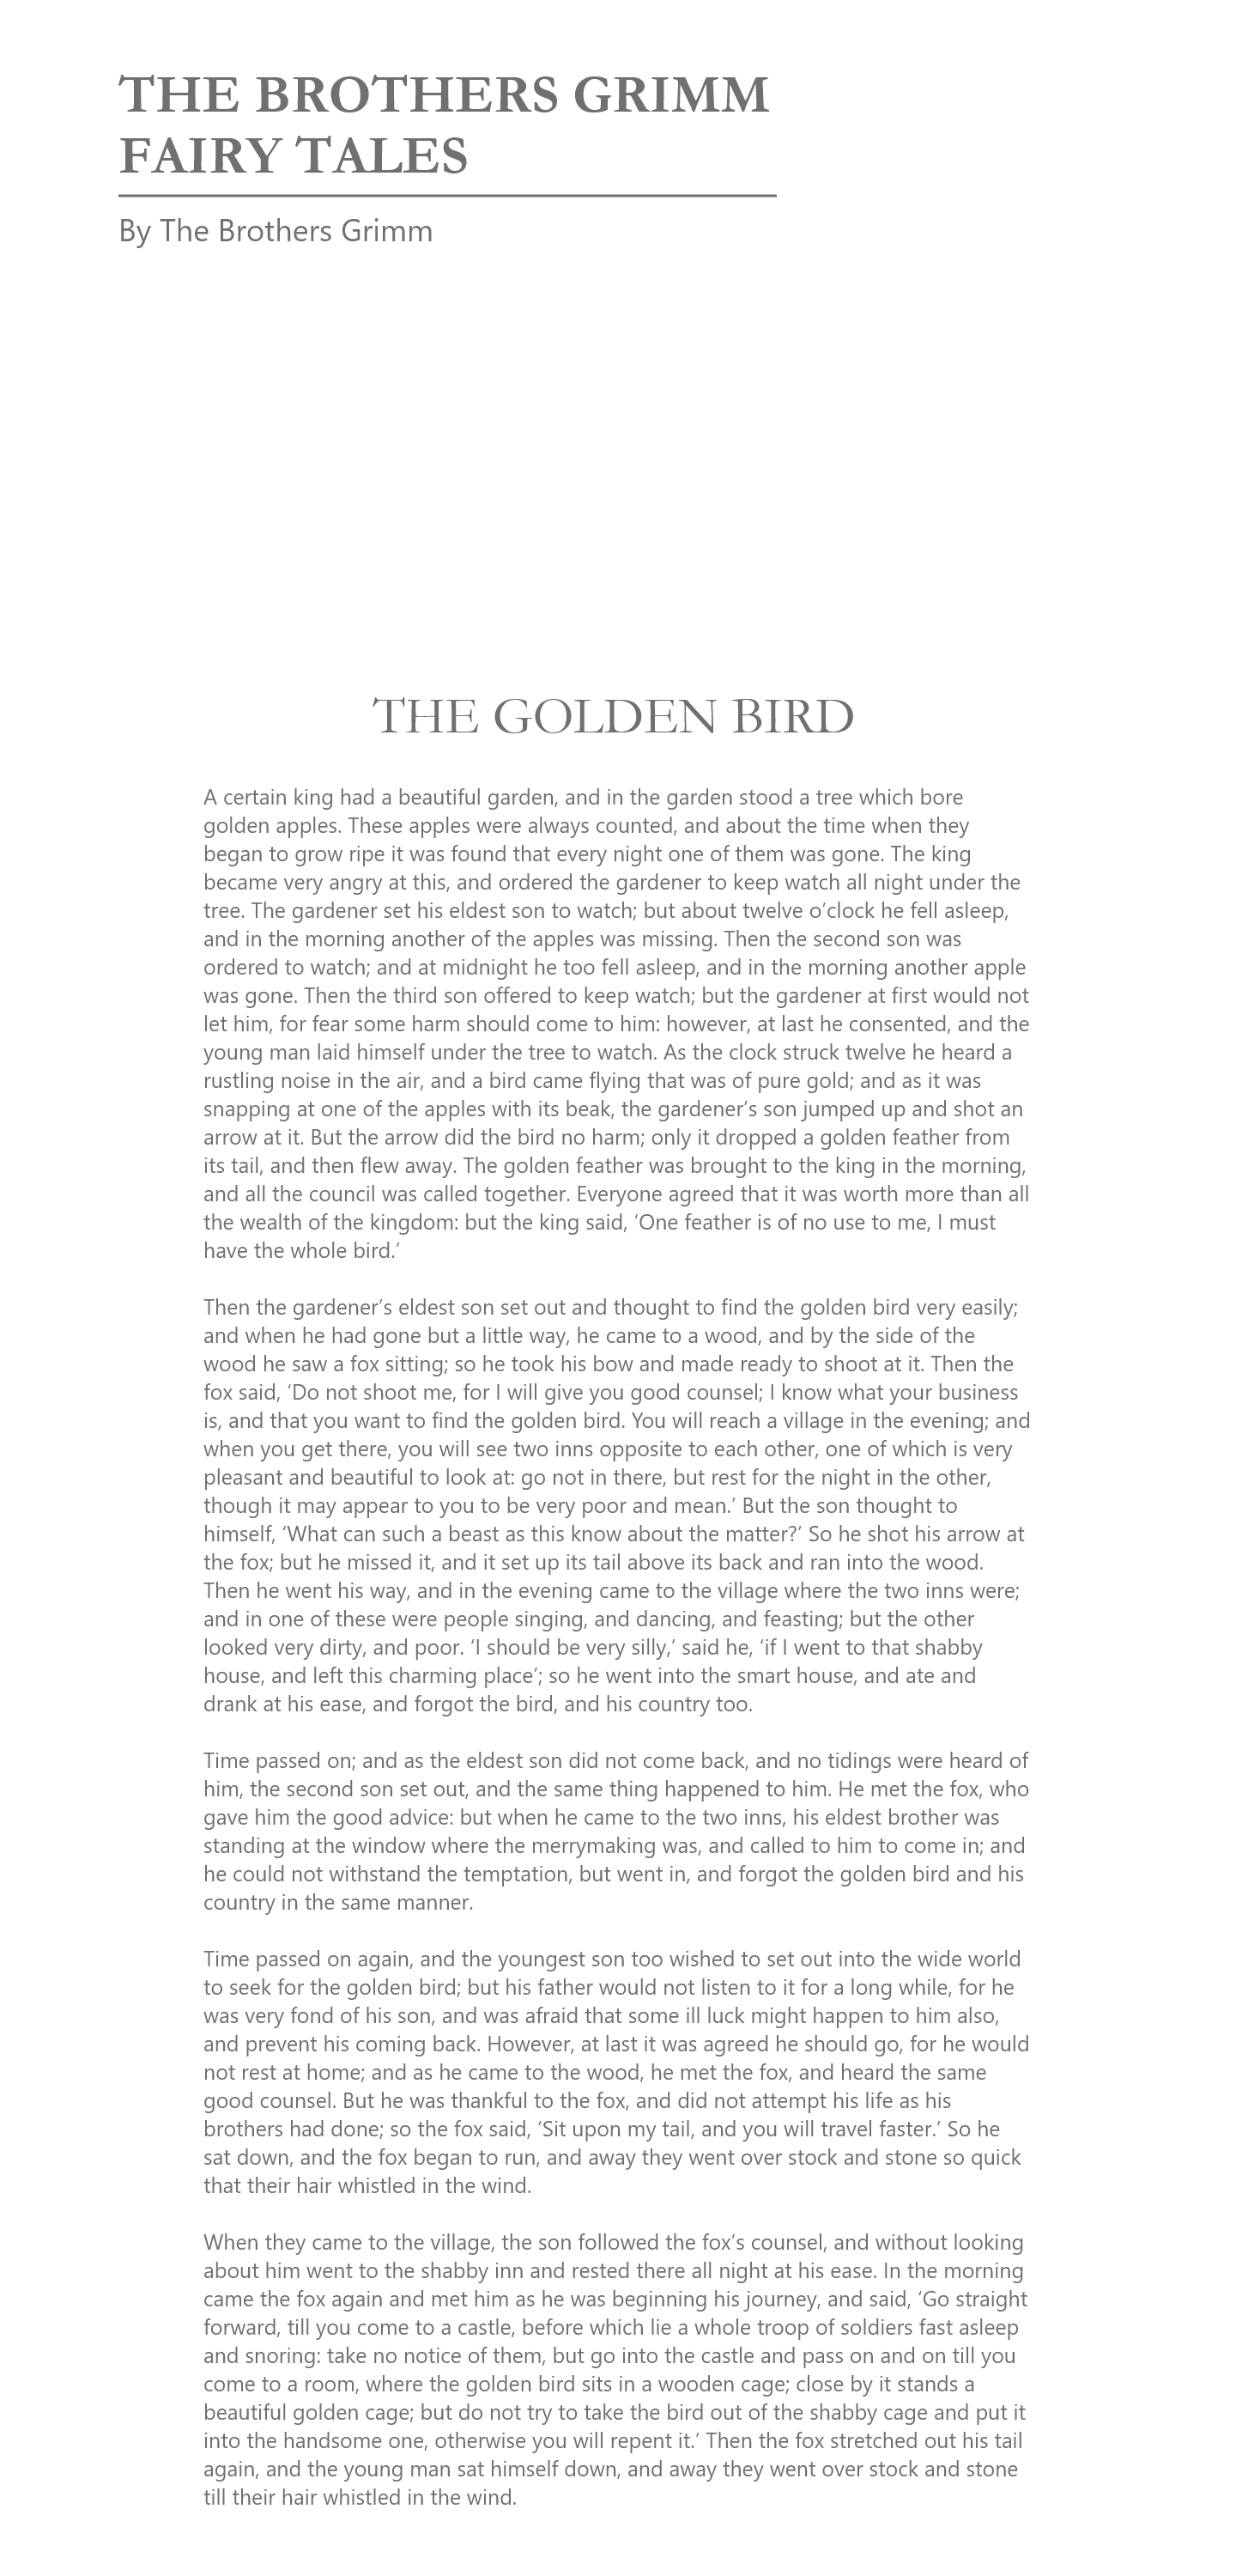 THE BROTHERS GRIMM
FAIRY TALES
By The Brothers Grimm
THE GOLDEN BIRD
A certain king had a beautiful garden, and in the garden stood a tree which bore
golden apples. These apples were always counted, and about the time when they
began to grow ripe it was found that every night one of them was gone. The king
became very angry at this, and ordered the gardener to keep watch all night under the
tree. The gardener set his eldest son to watch; but about twelve o’clock he fell asleep,
and in the morning another of the apples was missing. Then the second son was
ordered to watch; and at midnight he too fell asleep, and in the morning another apple
was gone. Then the third son offered to keep watch; but the gardener at first would not
let him, for fear some harm should come to him: however, at last he consented, and the
young man laid himself under the tree to watch. As the clock struck twelve he heard a
rustling noise in the air, and a bird came flying that was of pure gold; and as it was
snapping at one of the apples with its beak, the gardener’s son jumped up and shot an
arrow at it. But the arrow did the bird no harm; only it dropped a golden feather from
its tail, and then flew away. The golden feather was brought to the king in the morning,
and all the council was called together. Everyone agreed that it was worth more than all
the wealth of the kingdom: but the king said, ‘One feather is of no use to me, I must
have the whole bird.’
Then the gardener’s eldest son set out and thought to find the golden bird very easily;
and when he had gone but a little way, he came to a wood, and by the side of the
wood he saw a fox sitting; so he took his bow and made ready to shoot at it. Then the
fox said, ‘Do not shoot me, for I will give you good counsel; I know what your business
is, and that you want to find the golden bird. You will reach a village in the evening; and
when you get there, you will see two inns opposite to each other, one of which is very
pleasant and beautiful to look at: go not in there, but rest for the night in the other,
though it may appear to you to be very poor and mean.’ But the son thought to
himself, ‘What can such a beast as this know about the matter?’ So he shot his arrow at
the fox; but he missed it, and it set up its tail above its back and ran into the wood.
Then he went his way, and in the evening came to the village where the two inns were;
and in one of these were people singing, and dancing, and feasting; but the other
looked very dirty, and poor. ‘I should be very silly,’ said he, ‘if I went to that shabby
house, and left this charming place’; so he went into the smart house, and ate and
drank at his ease, and forgot the bird, and his country too.
Time passed on; and as the eldest son did not come back, and no tidings were heard of
him, the second son set out, and the same thing happened to him. He met the fox, who
gave him the good advice: but when he came to the two inns, his eldest brother was
standing at the window where the merrymaking was, and called to him to come in; and
he could not withstand the temptation, but went in, and forgot the golden bird and his
country in the same manner.
Time passed on again, and the youngest son too wished to set out into the wide world
to seek for the golden bird; but his father would not listen to it for a long while, for he
was very fond of his son, and was afraid that some ill luck might happen to him also,
and prevent his coming back. However, at last it was agreed he should go, for he would
not rest at home; and as he came to the wood, he met the fox, and heard the same
good counsel. But he was thankful to the fox, and did not attempt his life as his
brothers had done; so the fox said, ‘Sit upon my tail, and you will travel faster.’ So he
sat down, and the fox began to run, and away they went over stock and stone so quick
that their hair whistled in the wind.
When they came to the village, the son followed the fox’s counsel, and without looking
about him went to the shabby inn and rested there all night at his ease. In the morning
came the fox again and met him as he was beginning his journey, and said, ‘Go straight
forward, till you come to a castle, before which lie a whole troop of soldiers fast asleep
and snoring: take no notice of them, but go into the castle and pass on and on till you
come to a room, where the golden bird sits in a wooden cage; close by it stands a
beautiful golden cage; but do not try to take the bird out of the shabby cage and put it
into the handsome one, otherwise you will repent it.’ Then the fox stretched out his tail
again, and the young man sat himself down, and away they went over stock and stone
till their hair whistled in the wind.